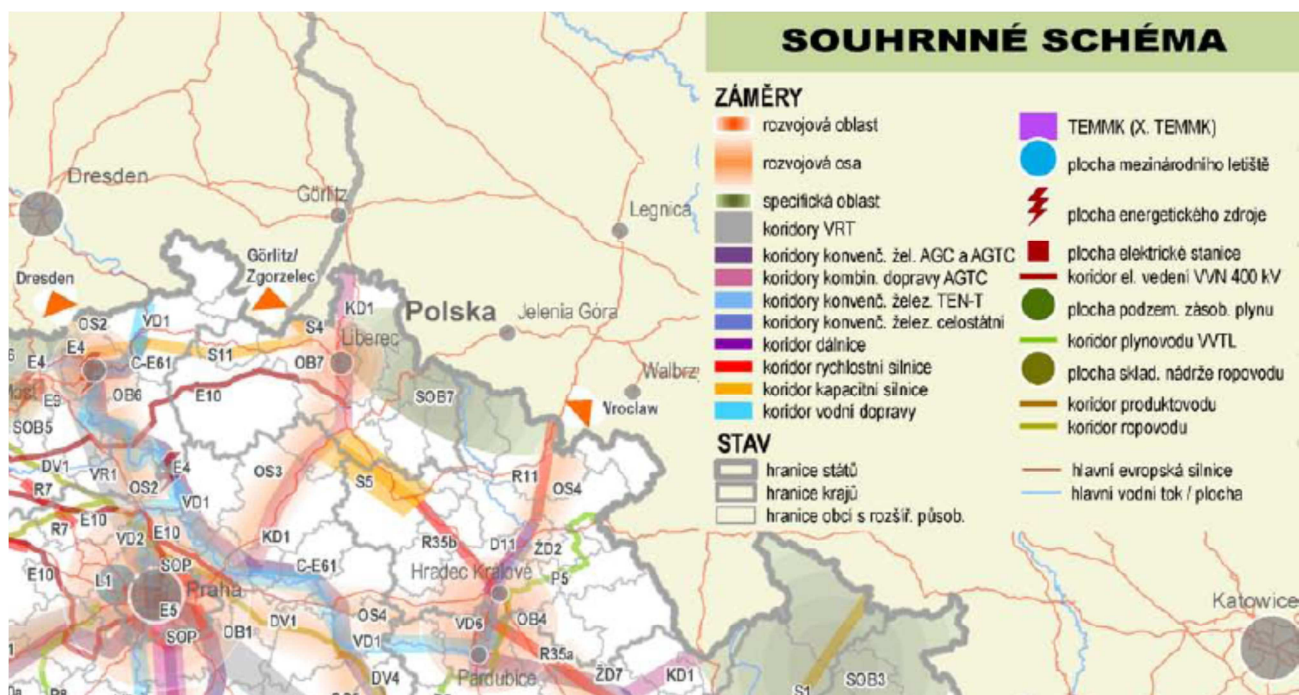 SOUHRNNÉ SCHÉMA
ZÁMĚRY
rozvojová oblast
rozvojová osa
specifická oblast
koridory VRT
koridory konvenč. žel. AGC a AGTC
koridory kombin. dopravy AGTC
koridory konvenč. želez. TEN-T
koridory konvenč. želez. celostátní
koridor dálnice
koridor rychlostní silnice
koridor kapacitní silnice
koridor vodní dopravy
STAV
hranice států
hranice krajů
hranice obcí s rozšíř. působ.
TEMMK (X. TEMMK)
plocha mezinárodního letiště
plocha energetického zdroje
plocha elektrické stanice
koridor el. vedení VVN 400 kV
plocha podzem. zásob. plynu
koridor plynovodu VVTL
plocha sklad. nádrže ropovodu
koridor produktovodu
koridor ropovodu
hlavní evropská silnice
hlavní vodní tok / plocha
Dresden
Görlitz
Legnica
Görlitz/
Zgorzelec
Dresden
KD1
Polska
Jelenia Góra
OS2
VD1
S4
Liberec
E4
E4
S11
C-E61
OB7
Walbrzy
OB6
E10
SOB7
Vroclaw
SOB5
DV1
VR1
E4
OS3
R11
OS4
OS2
VD1
S5
R7
E10
R7
VD2
E10
KD1
R35b
D11
ŽD2
SOP
C-E61
Hradec Králové
P5
E10
L1
Praha
E5
DV1
OS4
VD6
OB4
Katowice
SOP
OB1
VD1
R35a
Pardubice
ŽD7
KD1
DV4
S1
SOB3